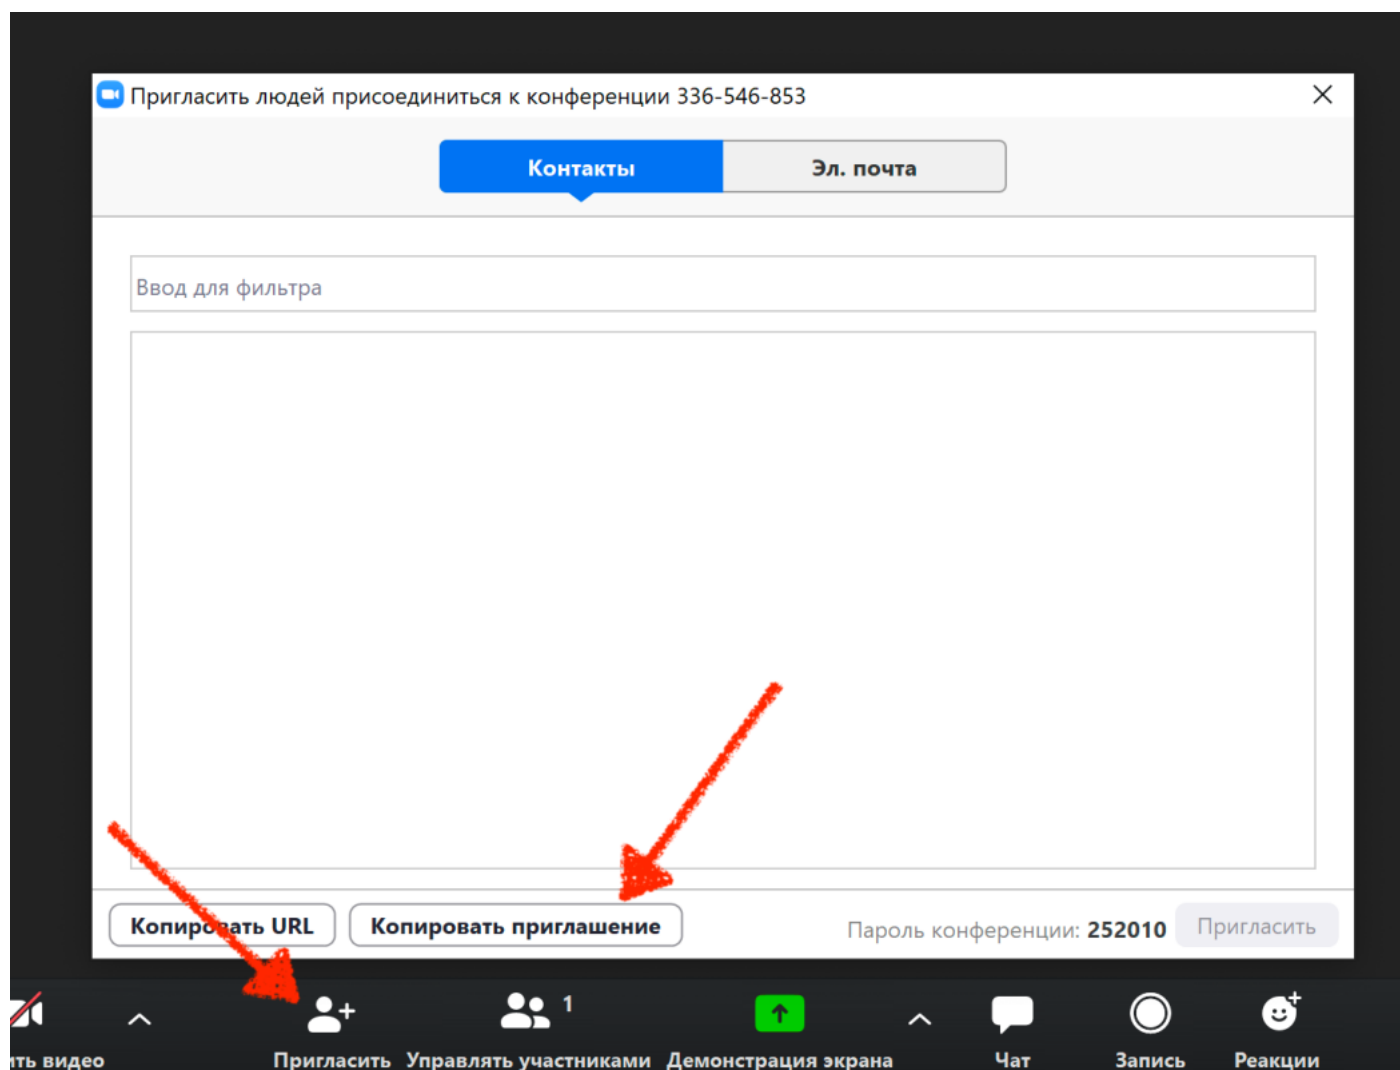 Пригласить людей присоединиться к конференции 336-546-853
Контакты
Эл. почта
Ввод для фильтра
Копировать URL
Копировать приглашение
Пароль конференции: 252010
Пригласить
1
ить видео
Пригласить
Управлять участниками
Демонстрация экрана
Чат
Запись
Реакции